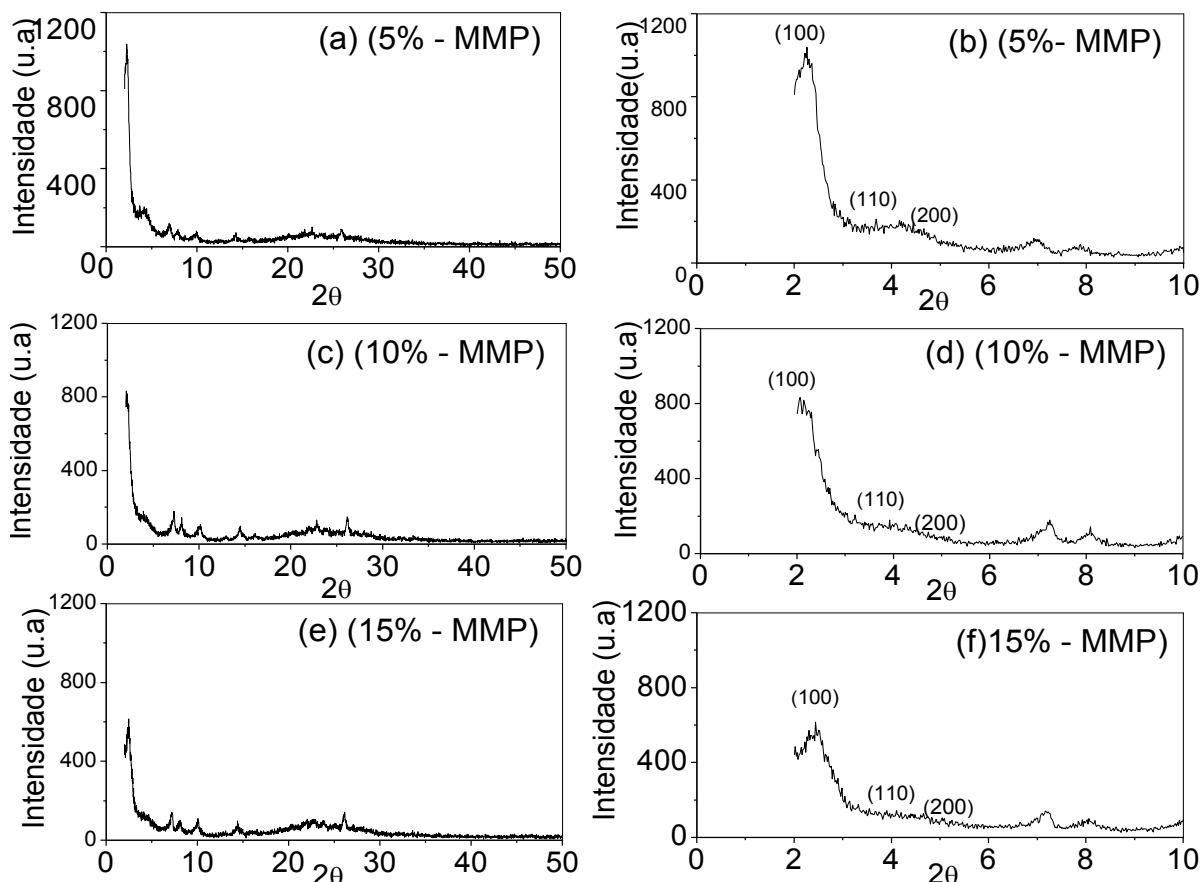 Intensidade (u.a)
1200
800
400
0
(a) (5% - MMP)
0 10 20 30 40 50
2θ
Intensidade(u.a)
1200
800
400
0
(100)
(b) (5%- MMP)
(110)
(200)
0 2 4 6 8 10
2θ
Intensidade (u.a)
1200
800
400
0
(c) (10% - MMP)
0 10 20 30 40 50
2θ
Intensidade (u.a)
1200
800
400
0
(d) (10% - MMP)
(100)
(110)
(200)
0 2 4 6 8 10
2θ
Intensidade (u.a)
1200
800
400
0
(e) (15% - MMP)
0 10 20 30 40 50
2θ
Intensidade (u.a)
1200
800
400
0
(f)15% - MMP)
(100)
(110)
(200)
0 2 4 6 8 10
2θ